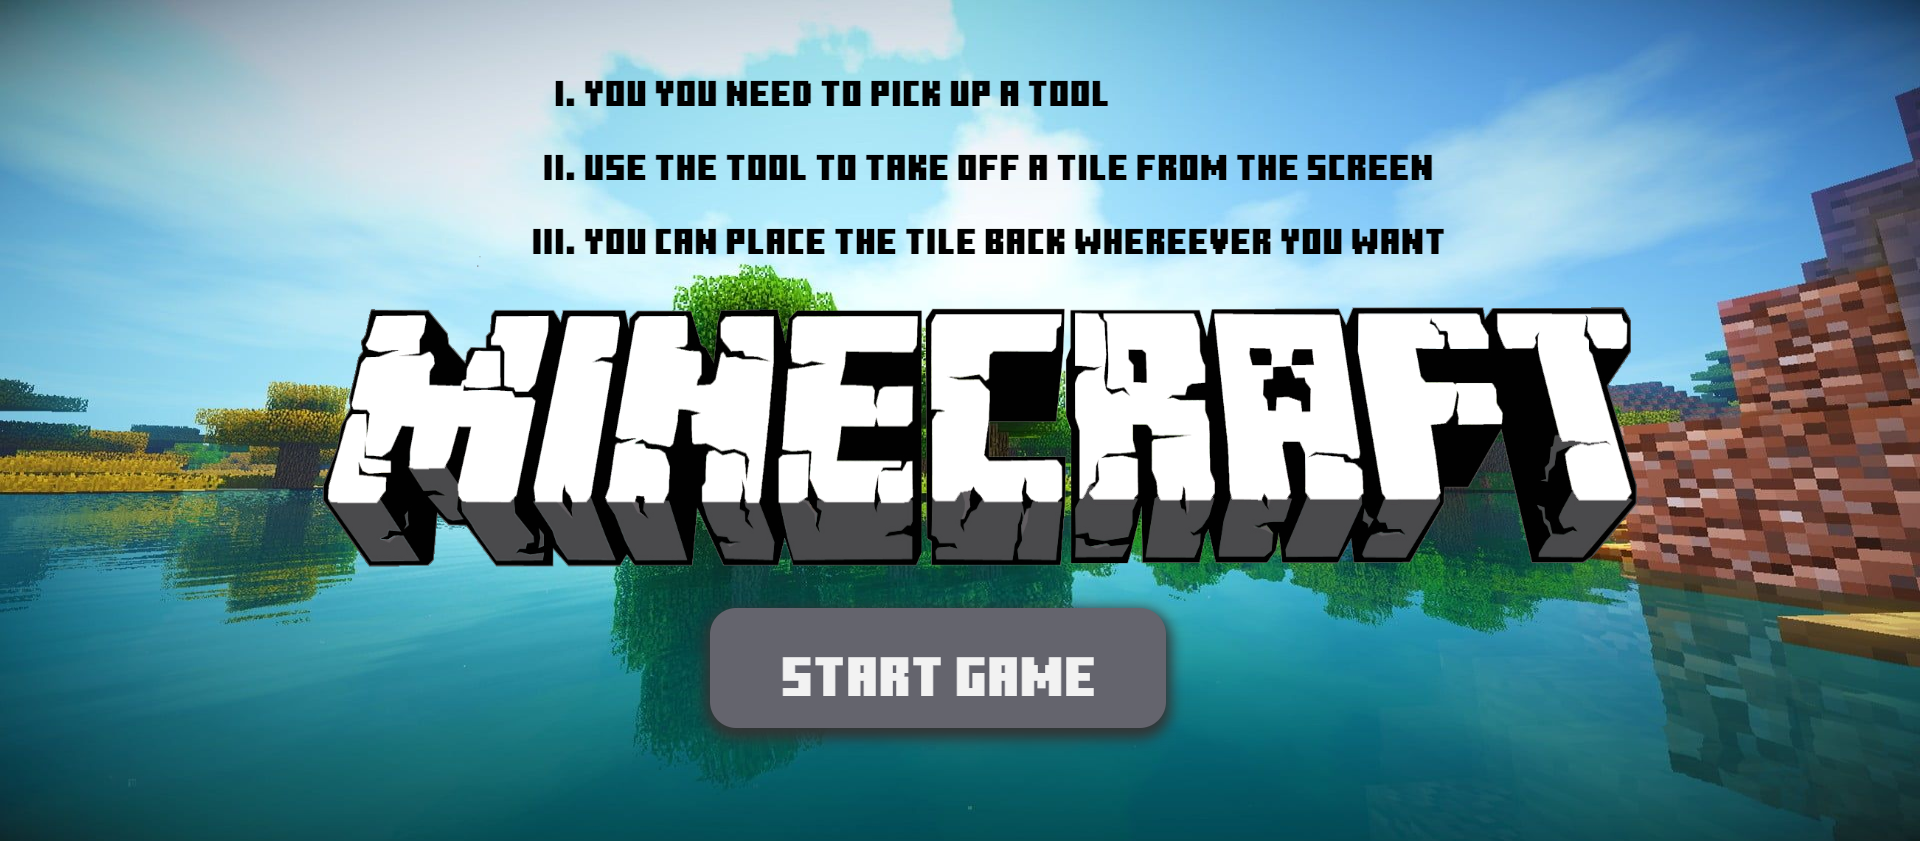 I. YOU YOU NEED TO PICK UP A TOOL
II. USE THE TOOL TO TAKE OFF A TILE FROM THE SCREEN
III. YOU CAN PLACE THE TILE BACK WHEREEVER YOU WANT
MINECRAFT
START GAME